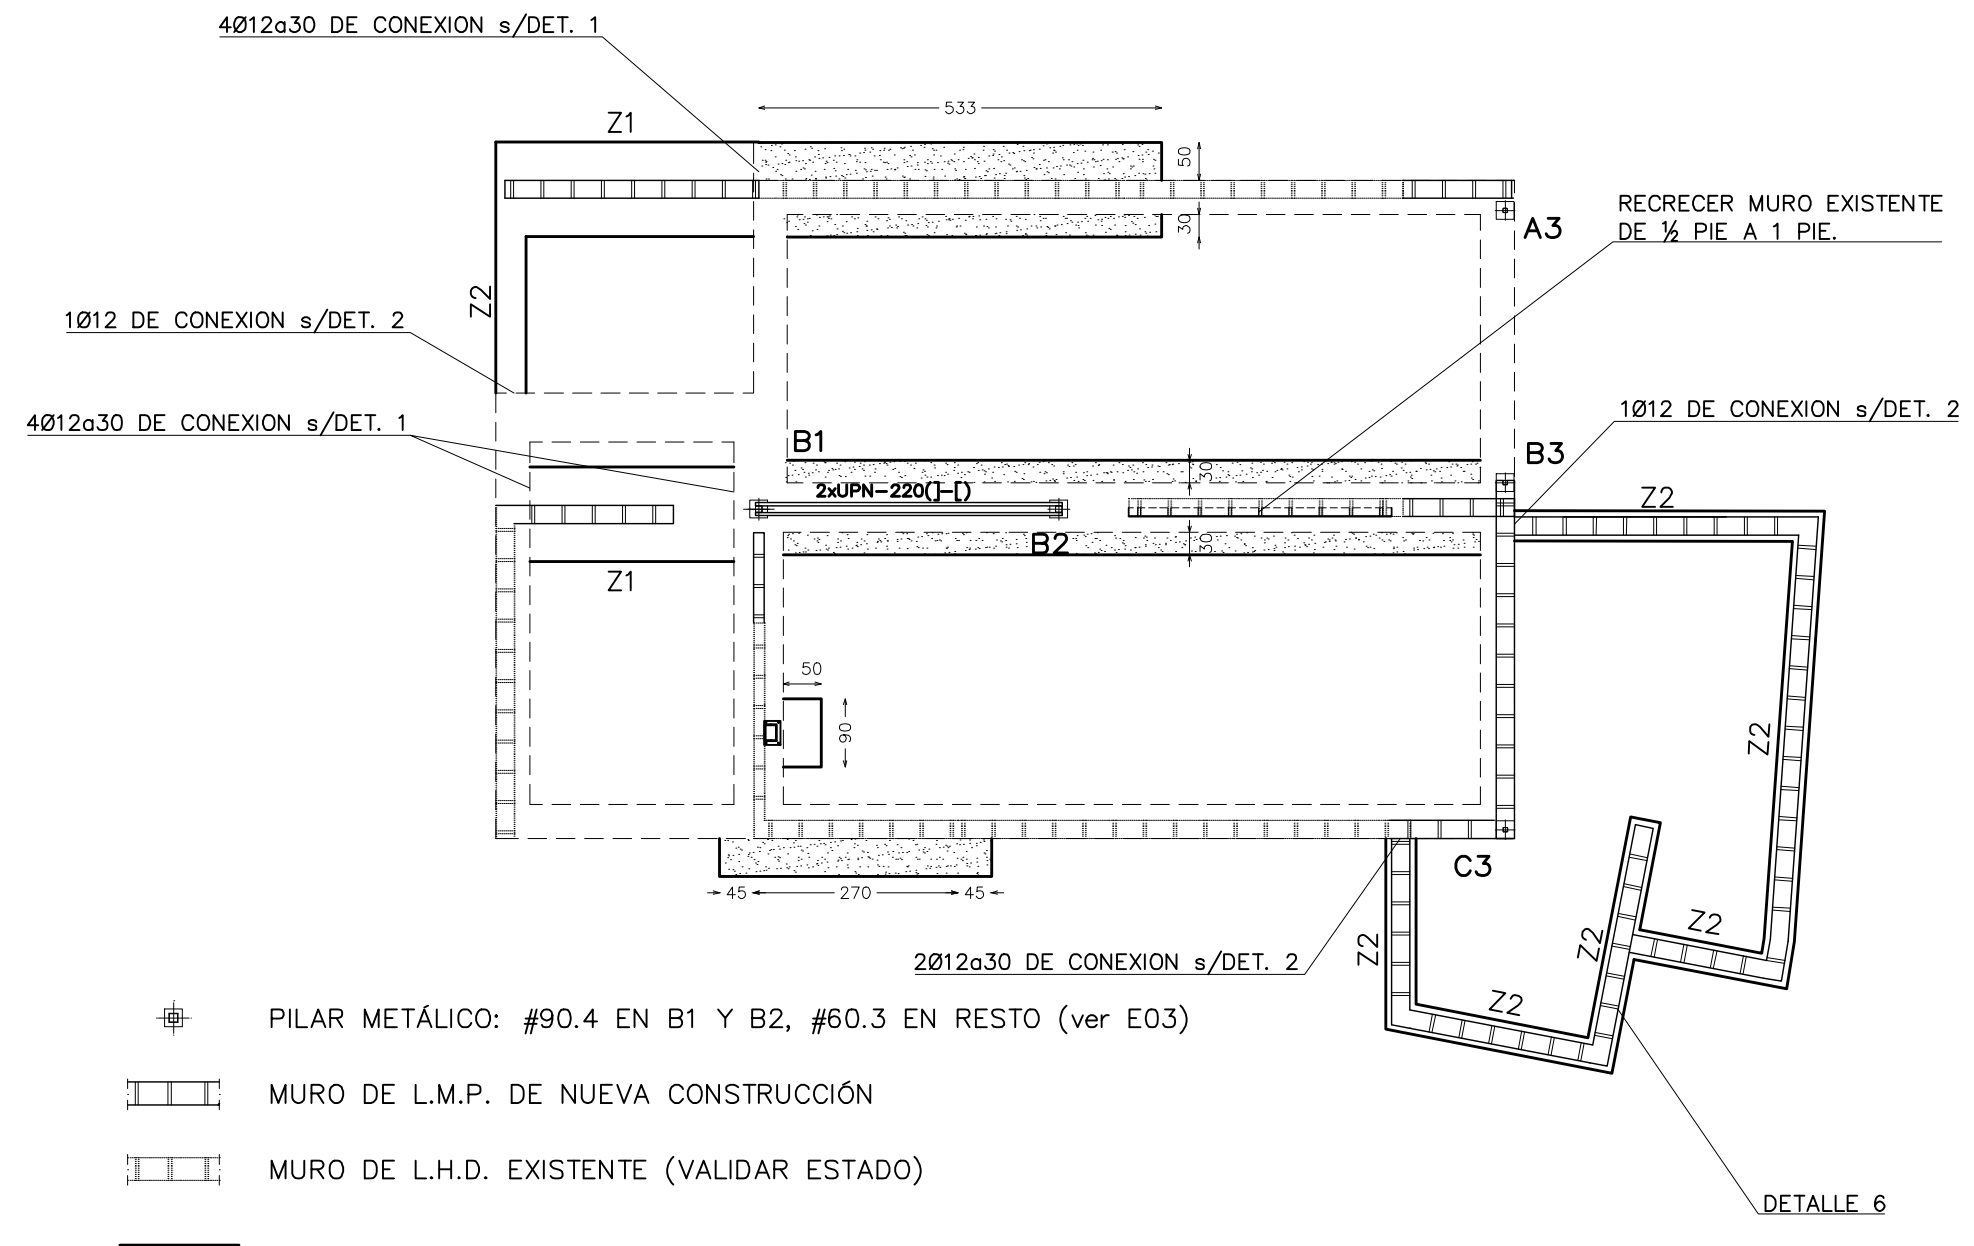 4Ø12a30 DE CONEXION s/DET. 1
533
Z1
50
RECRECER MURO EXISTENTE
DE ½ PIE A 1 PIE.
30
A3
Z2
1Ø12 DE CONEXION s/DET. 2
1Ø12 DE CONEXION s/DET. 2
4Ø12a30 DE CONEXION s/DET. 1
B1
B3
30
2xUPN-220(]-[)
Z2
B2
30
Z1
50
90
Z2
C3
45
270
45
Z2
Z2
Z2
2Ø12a30 DE CONEXION s/DET. 2
Z2
PILAR METÁLICO: #90.4 EN B1 Y B2, #60.3 EN RESTO (ver E03)
MURO DE L.M.P. DE NUEVA CONSTRUCCIÓN
MURO DE L.H.D. EXISTENTE (VALIDAR ESTADO)
DETALLE 6